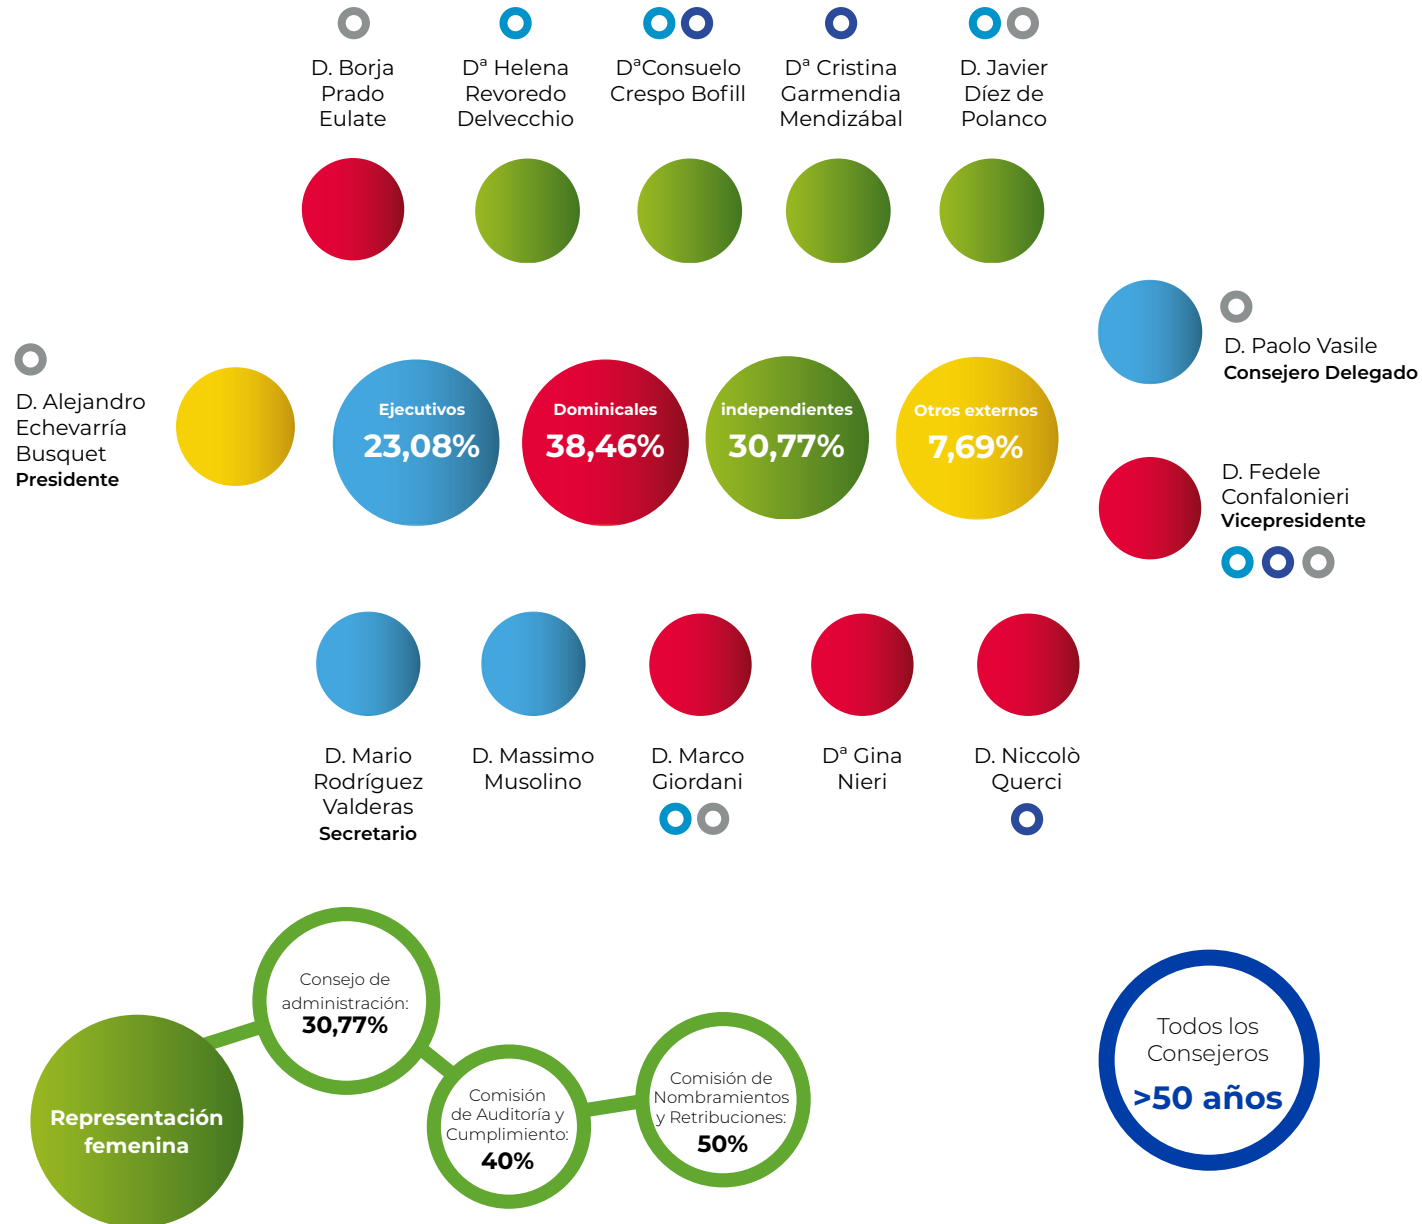 D. Borja
Prado
Eulate
Dª Helena
Revoredo
Delvecchio
DªConsuelo
Crespo Bofill
Dª Cristina
Garmendia
Mendizábal
D. Javier
Díez de
Polanco
D. Paolo Vasile
Consejero Delegado
D. Alejandro
Echevarría
Busquet
Presidente
Ejecutivos
23,08%
Dominicales
38,46%
independientes
30,77%
Otros externos
7,69%
D. Fedele
Confalonieri
Vicepresidente
D. Mario
Rodríguez
Valderas
Secretario
D. Massimo
Musolino
D. Marco
Giordani
Dª Gina
Nieri
D. Niccolò
Querci
Representación
femenina
Consejo de
administración:
30,77%
Comisión
de Auditoría y
Cumplimiento:
40%
Comisión de
Nombramientos
y Retribuciones:
50%
Todos los
Consejeros
>50 años